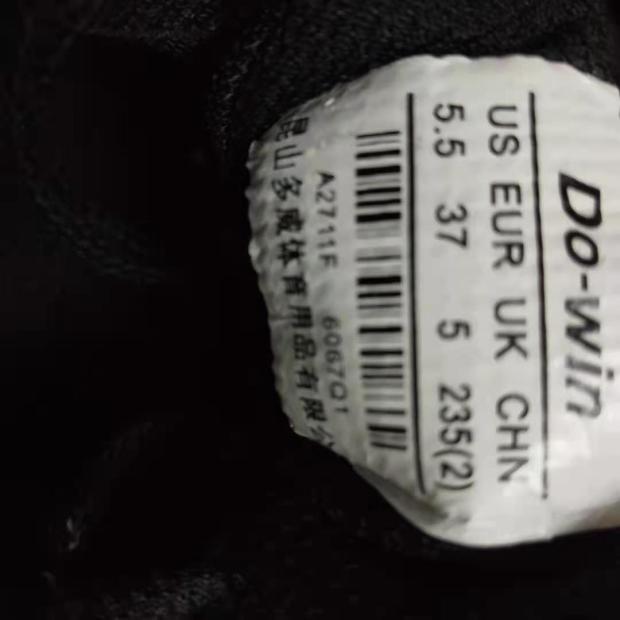 Do-win
US EUR UK CHN
5.5 37 5 235(2)
A2711F 6067Q1
昆山多威体育用品有限公